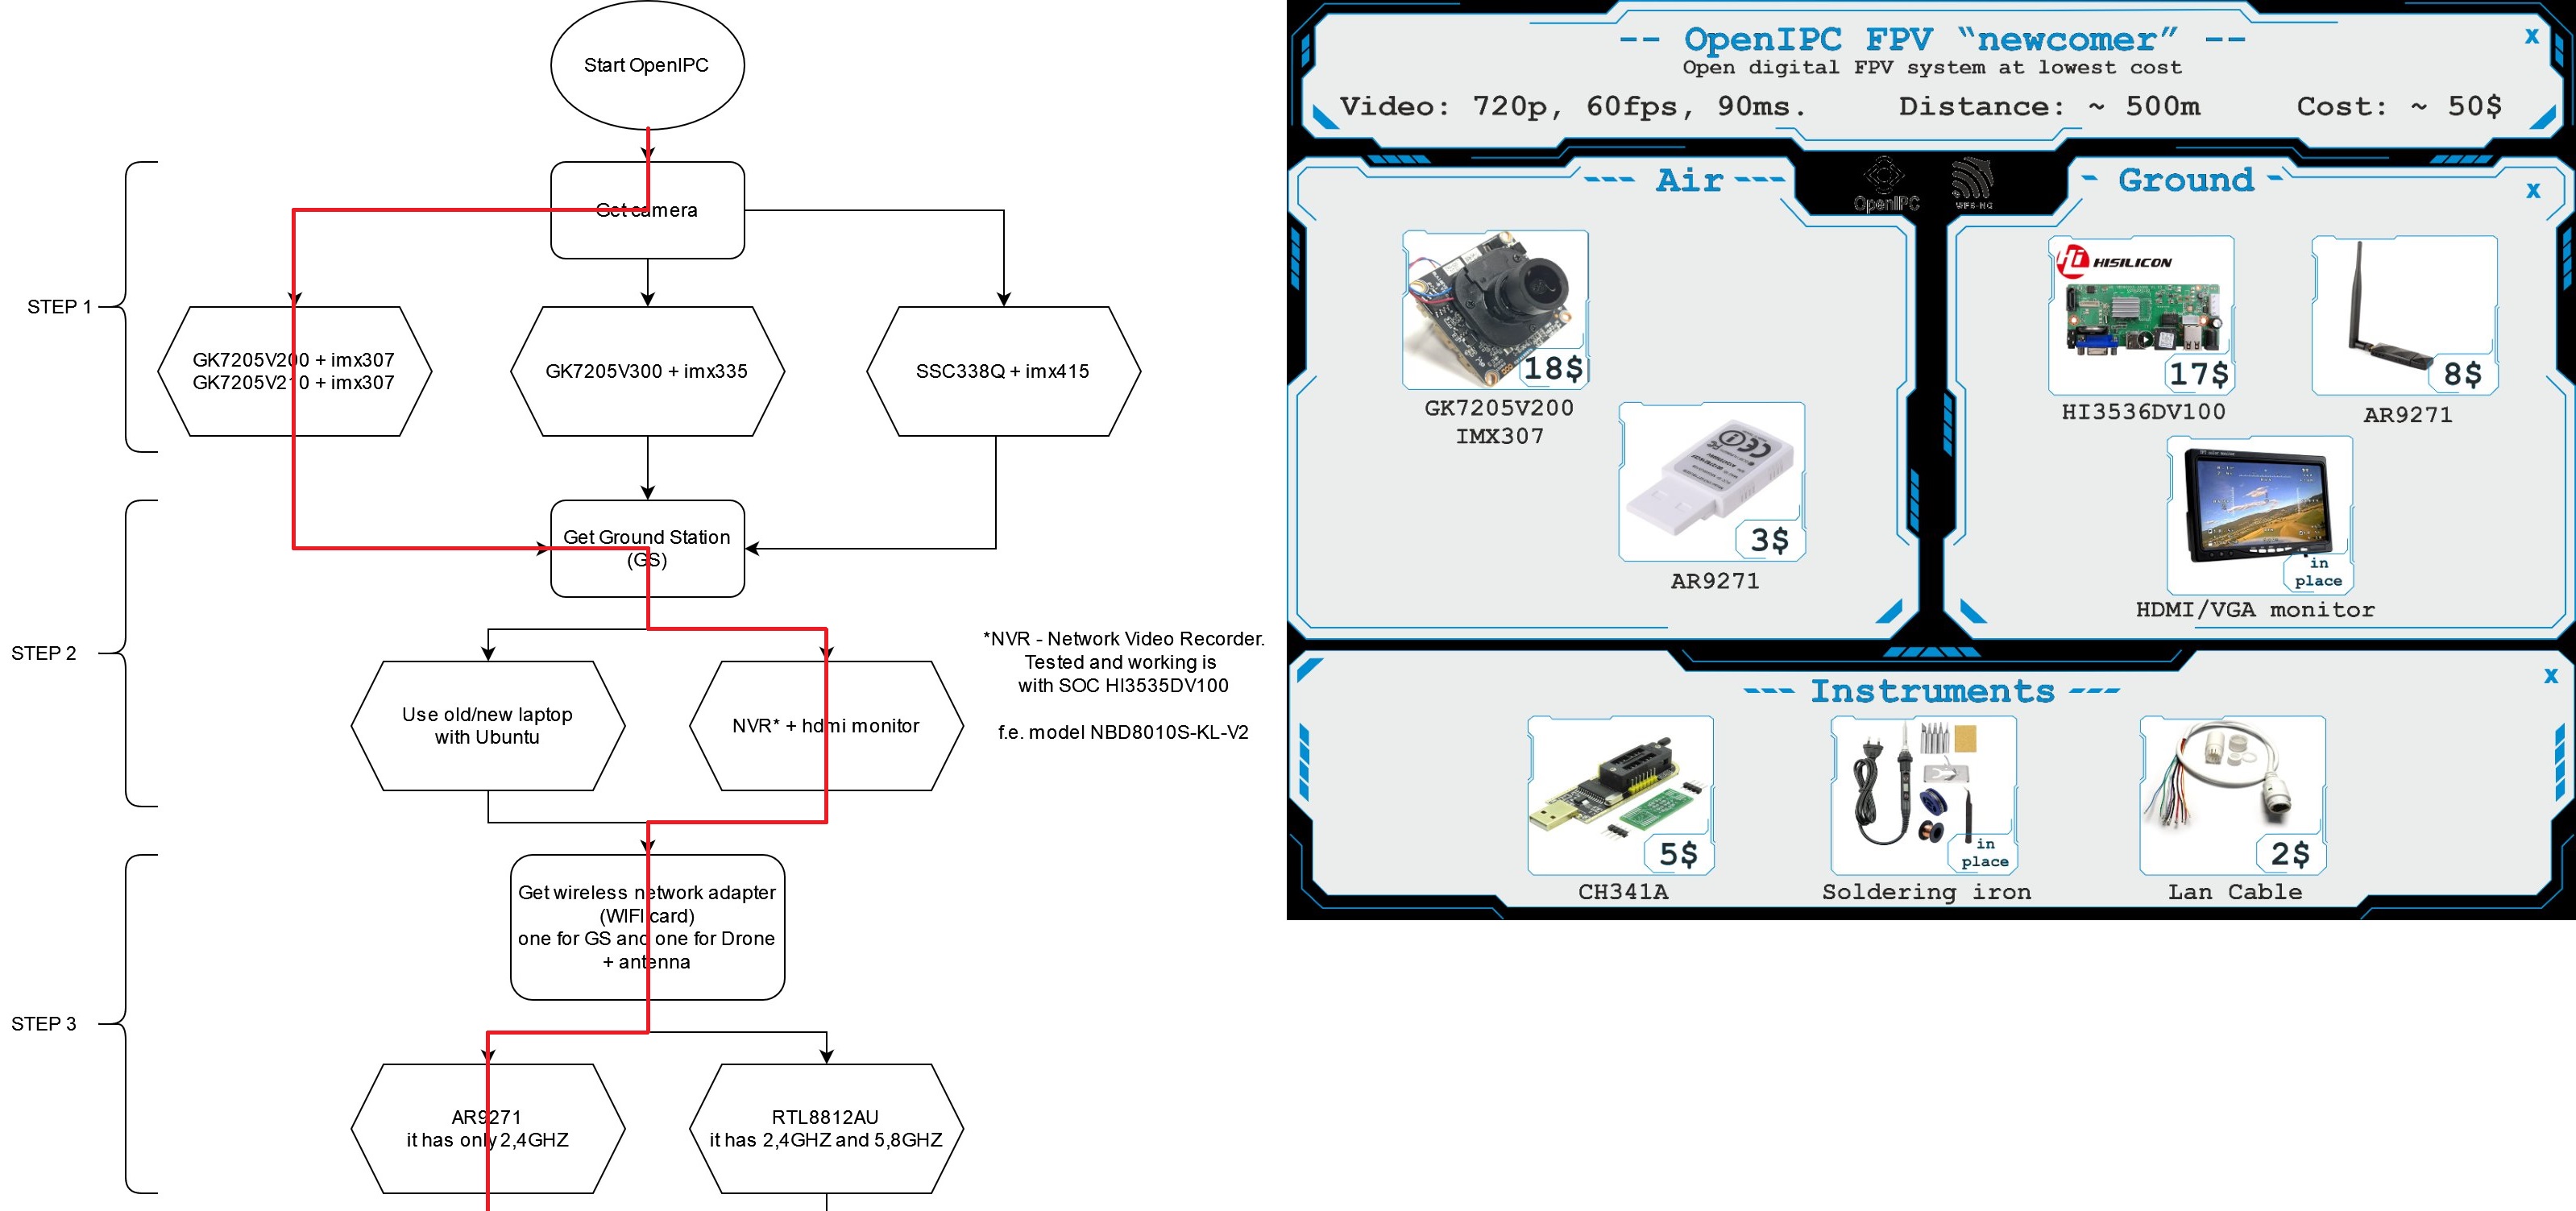 Start OpenIPC
Get camera
STEP 1
GK7205V200 + imx307
GK7205V210 + imx307
GK7205V300 + imx335
SSC338Q + imx415
Get Ground Station
(GS)
STEP 2
Use old/new laptop
with Ubuntu
NVR* + hdmi monitor
*NVR - Network Video Recorder.
Tested and working is
with SOC HI3535DV100
f.e. model NBD8010S-KL-V2
Get wireless network adapter
(WIFI card)
one for GS and one for Drone
+ antenna
STEP 3
AR9271
it has only 2,4GHZ
RTL8812AU
it has 2,4GHZ and 5,8GHZ
-- OpenIPC FPV “newcomer” --
x
Open digital FPV system at lowest cost
Video: 720p, 60fps, 90ms. Distance: ~ 500m Cost: ~ 50$
--- Air ---
OpenIPC
WFB-NG
- Ground -
x
18$
GK7205V200
IMX307
3$
AR9271
Hi HISILICON
17$
HI3536DV100
8$
AR9271
in
place
HDMI/VGA monitor
--- Instruments ---
x
5$
CH341A
in
place
Soldering iron
2$
Lan Cable